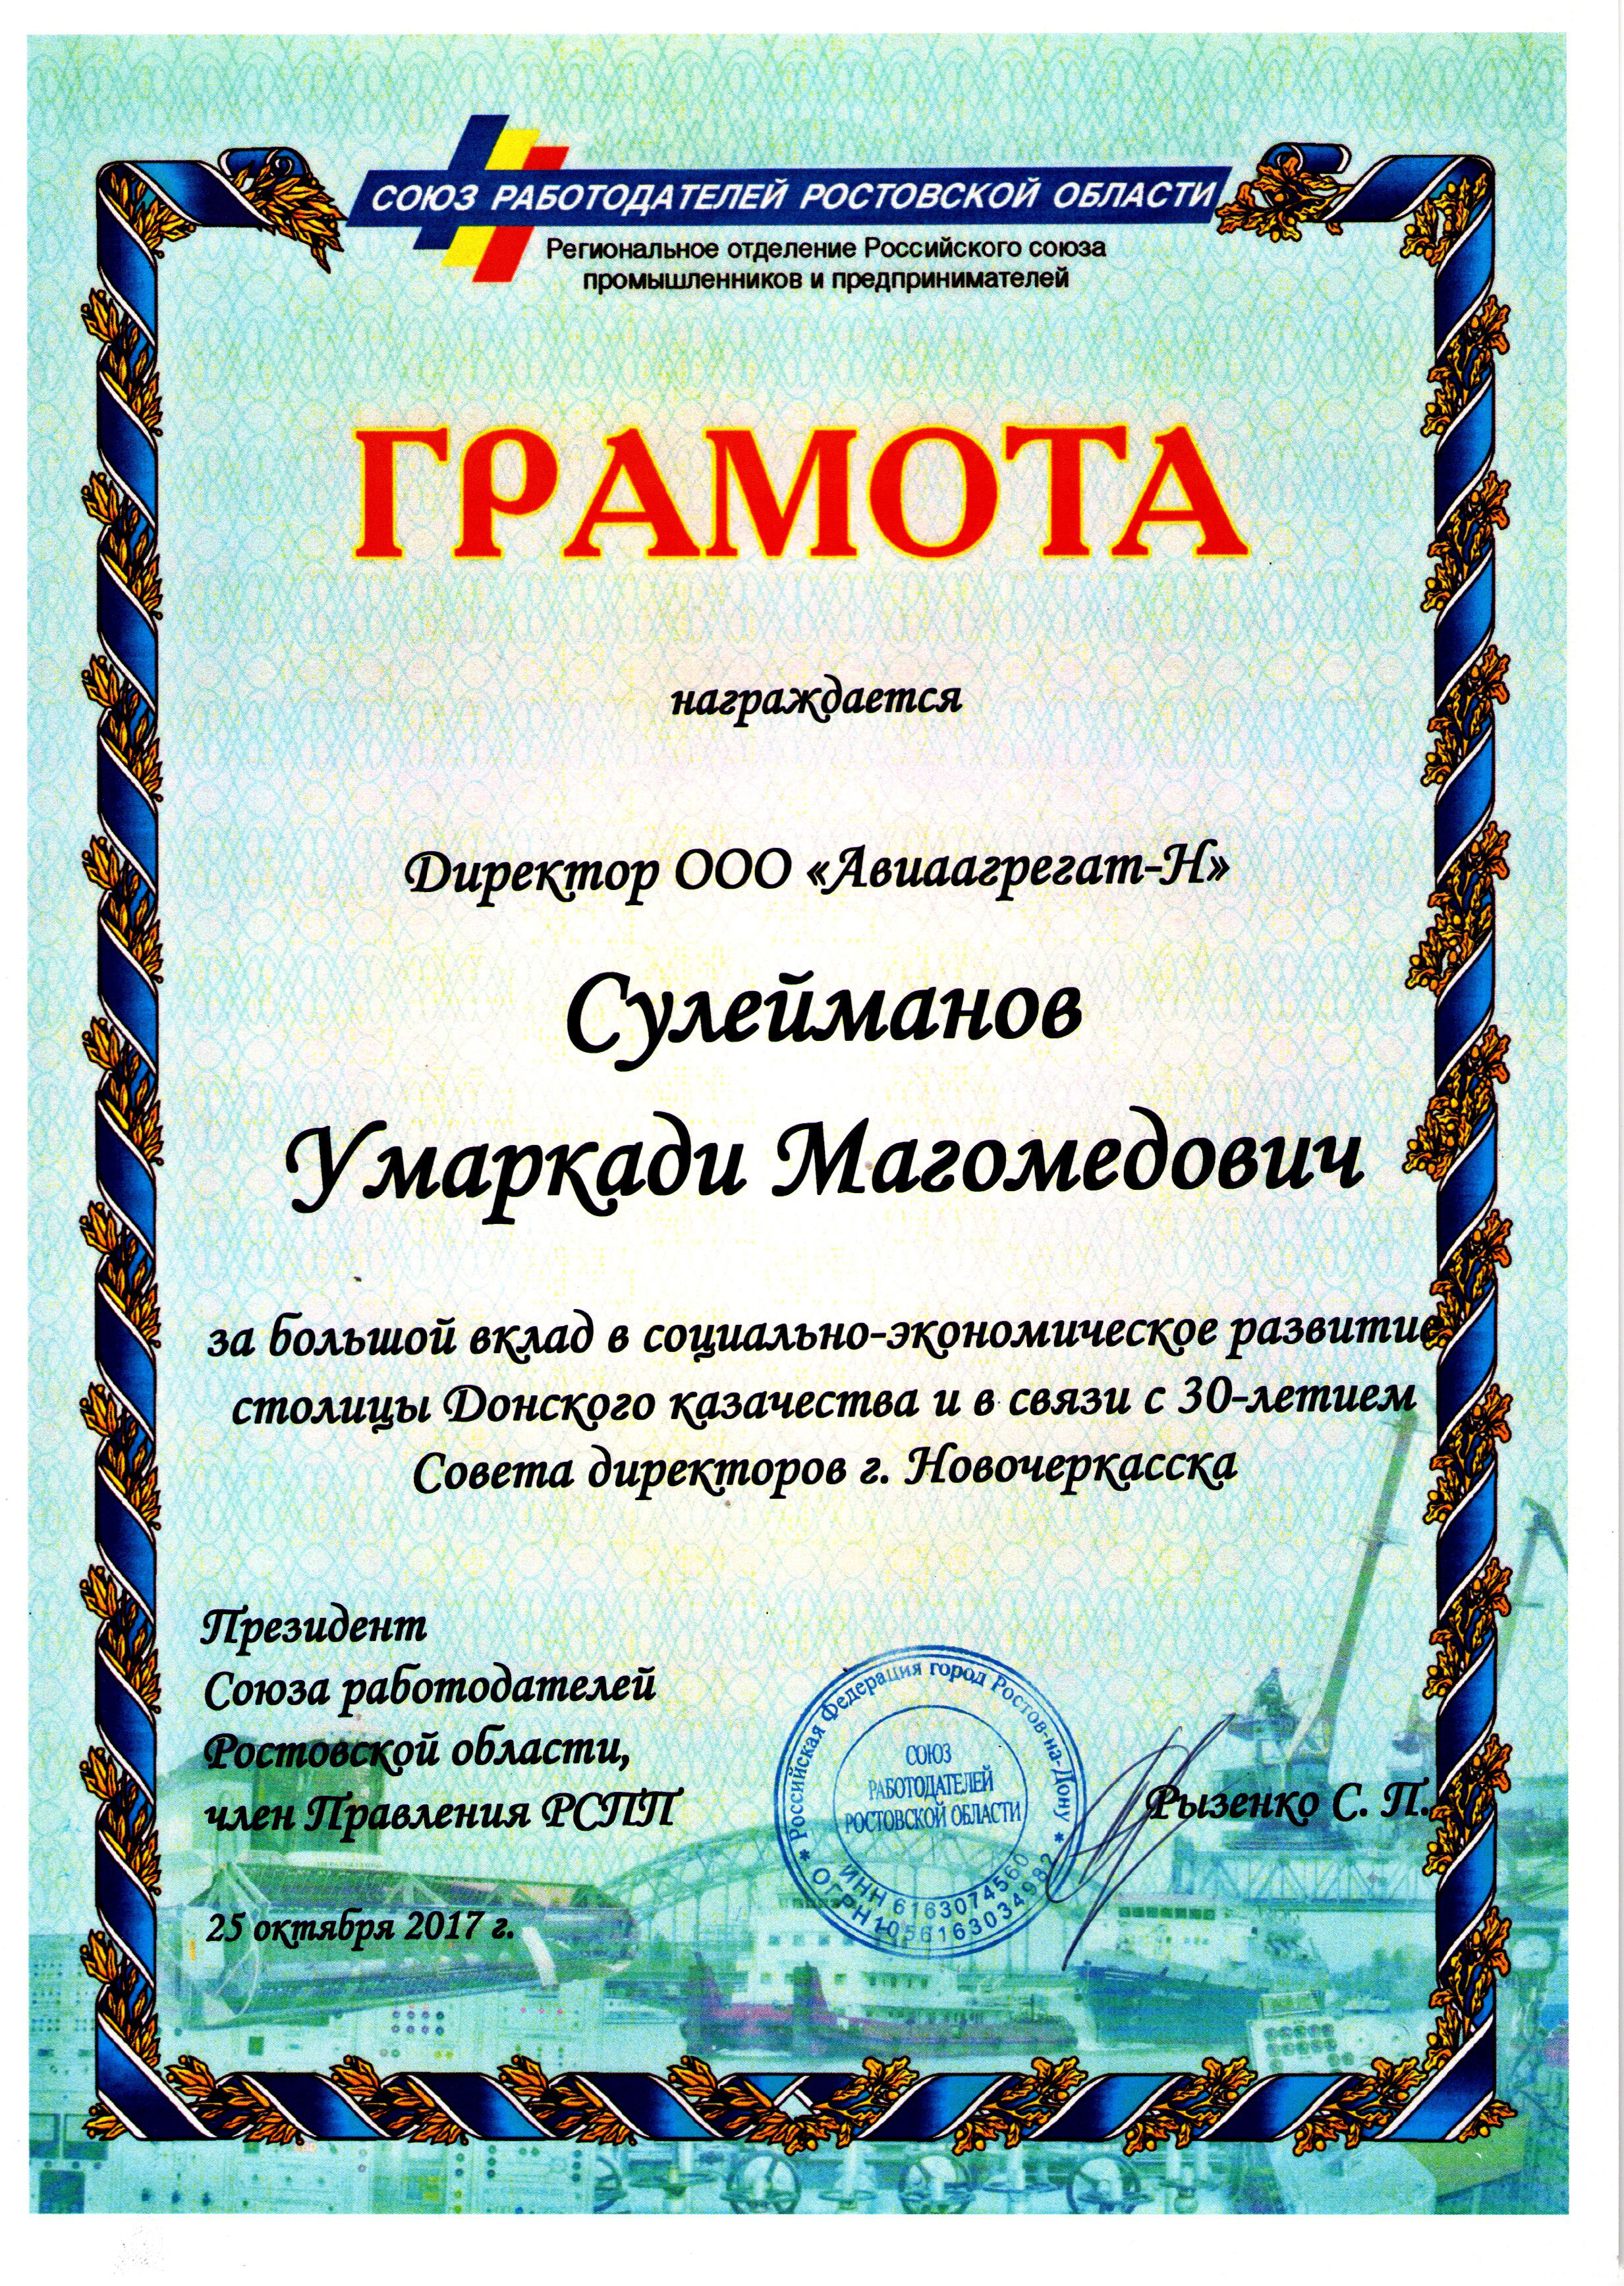 СОЮЗ РАБОТОДАТЕЛЕЙ РОСТОВСКОЙ ОБЛАСТИ
Региональное отделение Российского союза
промышленников и предпринимателей
ГРАМОТА
награждается
Директор ООО «Авиаагрегат-Н»
Сулейманов
Умаркади Магомедович
за большой вклад в социально-экономическое развитие
столицы Донского казачества и в связи с 30-летием
Совета директоров г. Новочеркасска
Президент
Союза работодателей
Ростовской области,
член Правления РСПП
Рызенко С. П.
25 октября 2017 г.
* Российская Федерация город Ростов-на-Дону *
СОЮЗ
РАБОТОДАТЕЛЕЙ
РОСТОВСКОЙ ОБЛАСТИ
ИНН 6163074560
ОГРН 1056163034982